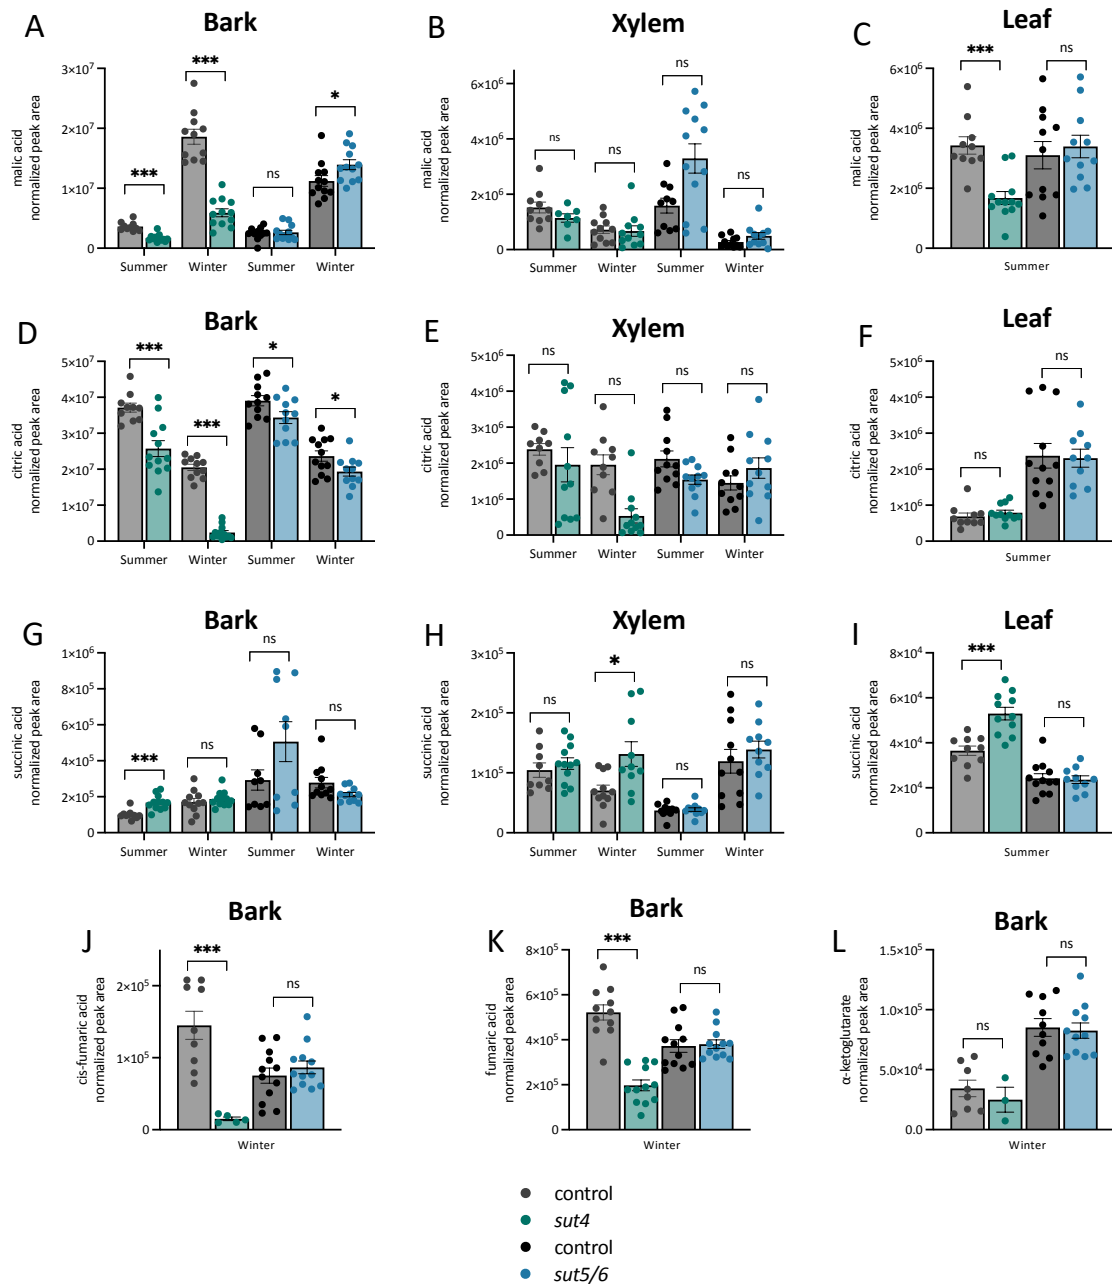 A
Bark
malic acid
normalized peak area
3×10⁷
2×10⁷
1×10⁷
0
***
***
ns
*
Summer
Winter
Summer
Winter
B
Xylem
malic acid
normalized peak area
6×10⁶
4×10⁶
2×10⁶
0
ns
ns
ns
ns
Summer
Winter
Summer
Winter
C
Leaf
malic acid
normalized peak area
6×10⁶
4×10⁶
2×10⁶
0
***
ns
Summer
D
Bark
citric acid
normalized peak area
5×10⁷
4×10⁷
3×10⁷
2×10⁷
1×10⁷
0
***
***
*
*
Summer
Winter
Summer
Winter
E
Xylem
citric acid
normalized peak area
5×10⁶
4×10⁶
3×10⁶
2×10⁶
1×10⁶
0
ns
ns
ns
ns
Summer
Winter
Summer
Winter
F
Leaf
citric acid
normalized peak area
5×10⁶
4×10⁶
3×10⁶
2×10⁶
1×10⁶
0
ns
ns
Summer
G
Bark
succinic acid
normalized peak area
1×10⁶
8×10⁵
6×10⁵
4×10⁵
2×10⁵
0
***
ns
ns
ns
Summer
Winter
Summer
Winter
H
Xylem
succinic acid
normalized peak area
3×10⁵
2×10⁵
1×10⁵
0
ns
*
ns
ns
Summer
Winter
Summer
Winter
I
Leaf
succinic acid
normalized peak area
8×10⁴
6×10⁴
4×10⁴
2×10⁴
0
***
ns
Summer
J
Bark
cis-fumaric acid
normalized peak area
2×10⁵
1×10⁵
0
***
ns
Winter
K
Bark
fumaric acid
normalized peak area
8×10⁵
6×10⁵
4×10⁵
2×10⁵
0
***
ns
Winter
L
Bark
α-ketoglutarate
normalized peak area
1.5×10⁵
1.0×10⁵
5.0×10⁴
0.0
ns
ns
Winter
control
sut4
control
sut5/6